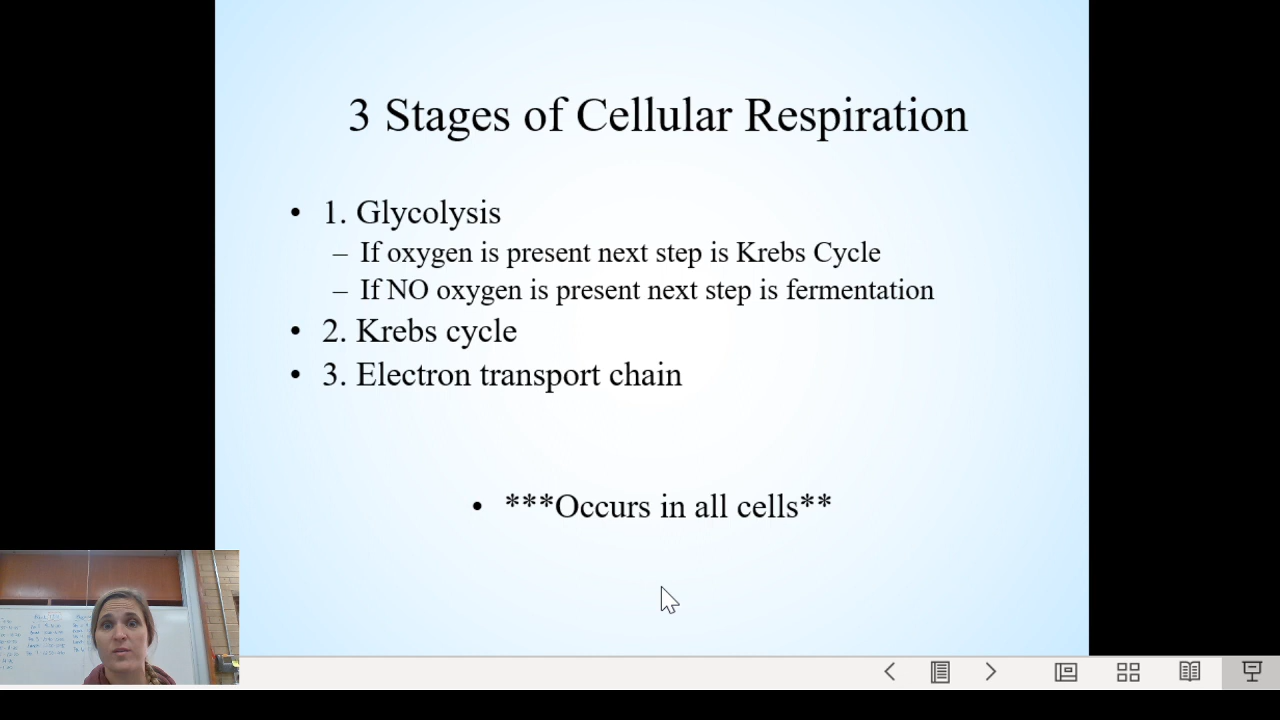 3 Stages of Cellular Respiration
• 1. Glycolysis
– If oxygen is present next step is Krebs Cycle
– If NO oxygen is present next step is fermentation
• 2. Krebs cycle
• 3. Electron transport chain
• ***Occurs in all cells**